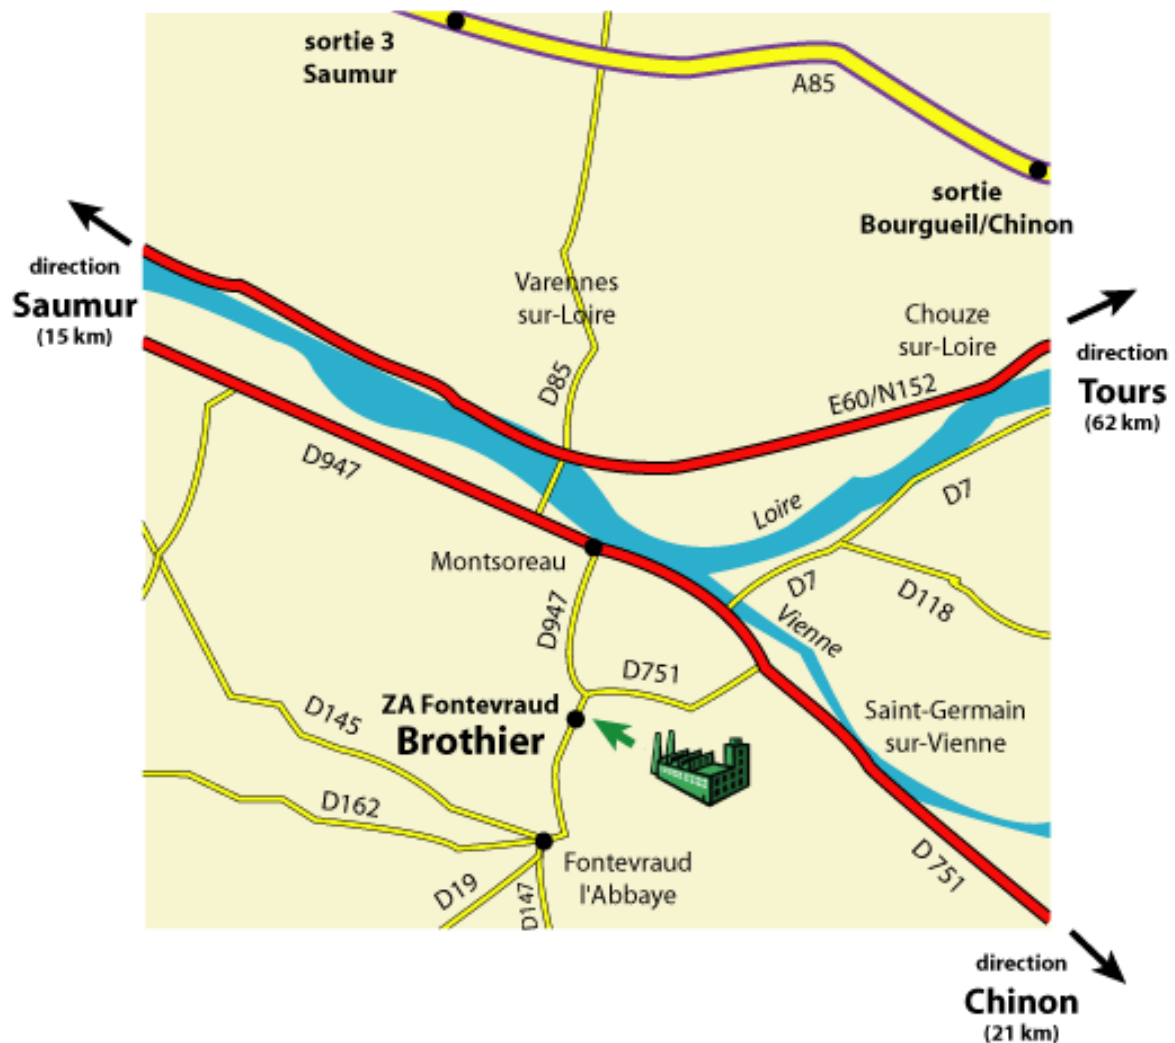 sortie 3
Saumur
A85
sortie
Bourgueil/Chinon
direction
Saumur
(15 km)
Varennes
sur-Loire
Chouze
sur-Loire
direction
Tours
(62 km)
D85
E60/N152
D947
Loire
D7
Montsoreau
D7
D118
Vienne
D947
D751
ZA Fontevraud
Brothier
Saint-Germain
sur-Vienne
D145
D162
D 751
Fontevraud
l'Abbaye
D19
D147
direction
Chinon
(21 km)